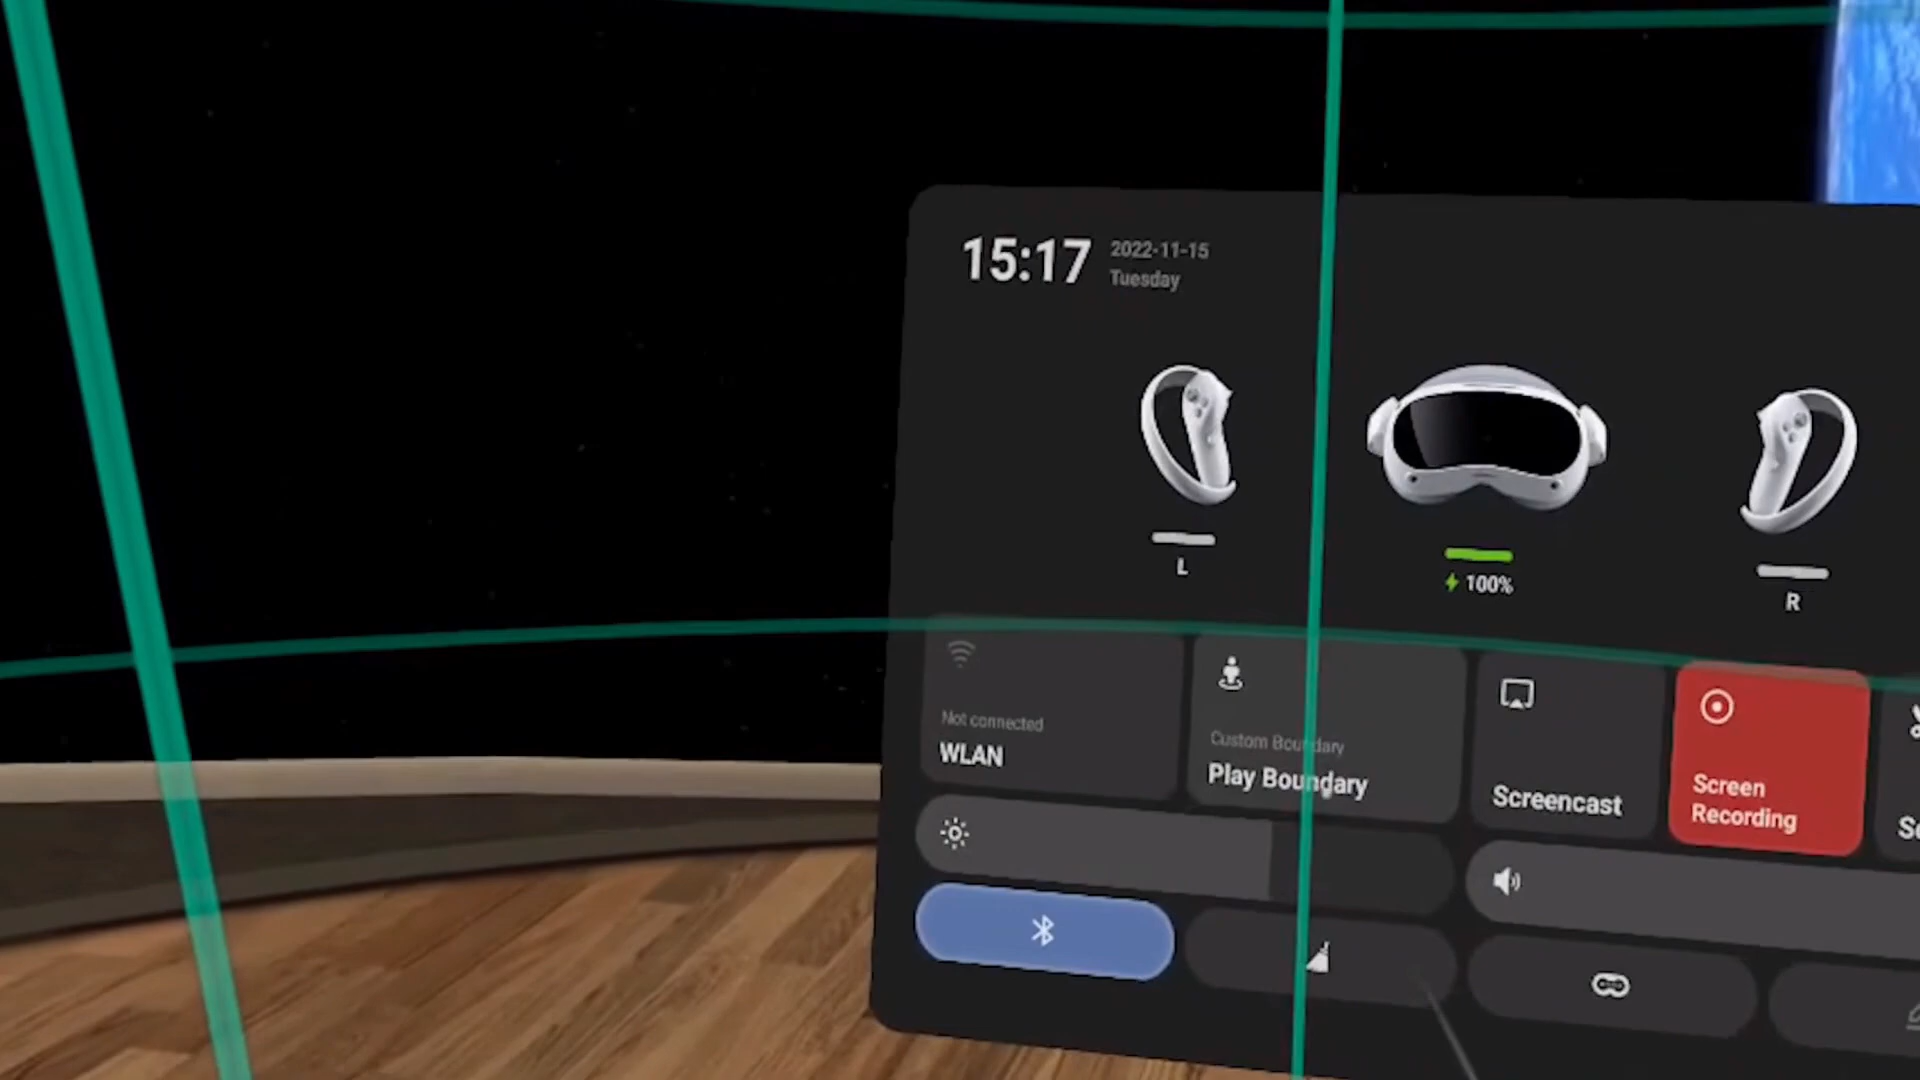 15:17
2022-11-15
Tuesday
L
100%
R
Not connected
WLAN
Custom Boundary
Play Boundary
Screencast
Screen
Recording